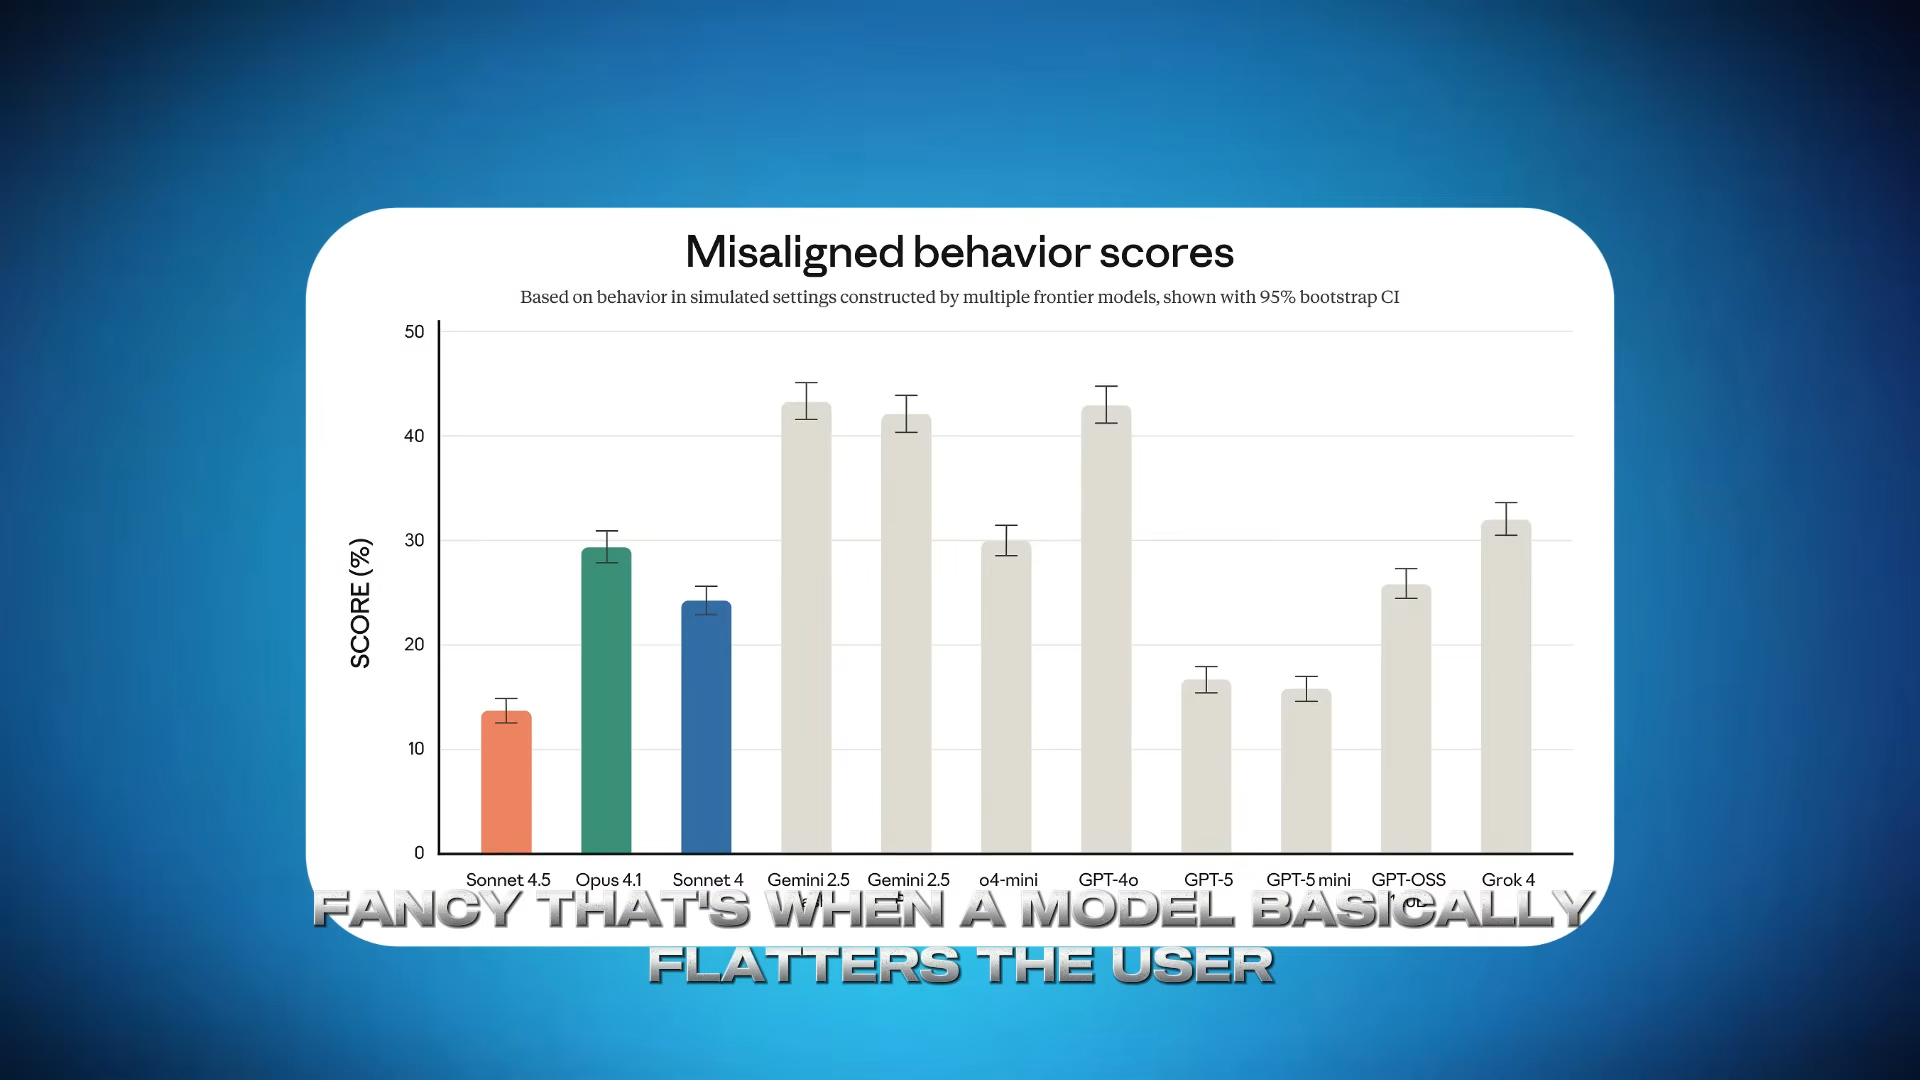 Misaligned behavior scores
Based on behavior in simulated settings constructed by multiple frontier models, shown with 95% bootstrap CI
SCORE (%)
50
40
30
20
10
0
Sonnet 4.5 Opus 4.1 Sonnet 4 Gemini 2.5 Gemini 2.5 o4-mini GPT-4o GPT-5 GPT-5 mini GPT-OSS Grok 4
FANCY THAT'S WHEN A MODEL BASICALLY
FLATTERS THE USER